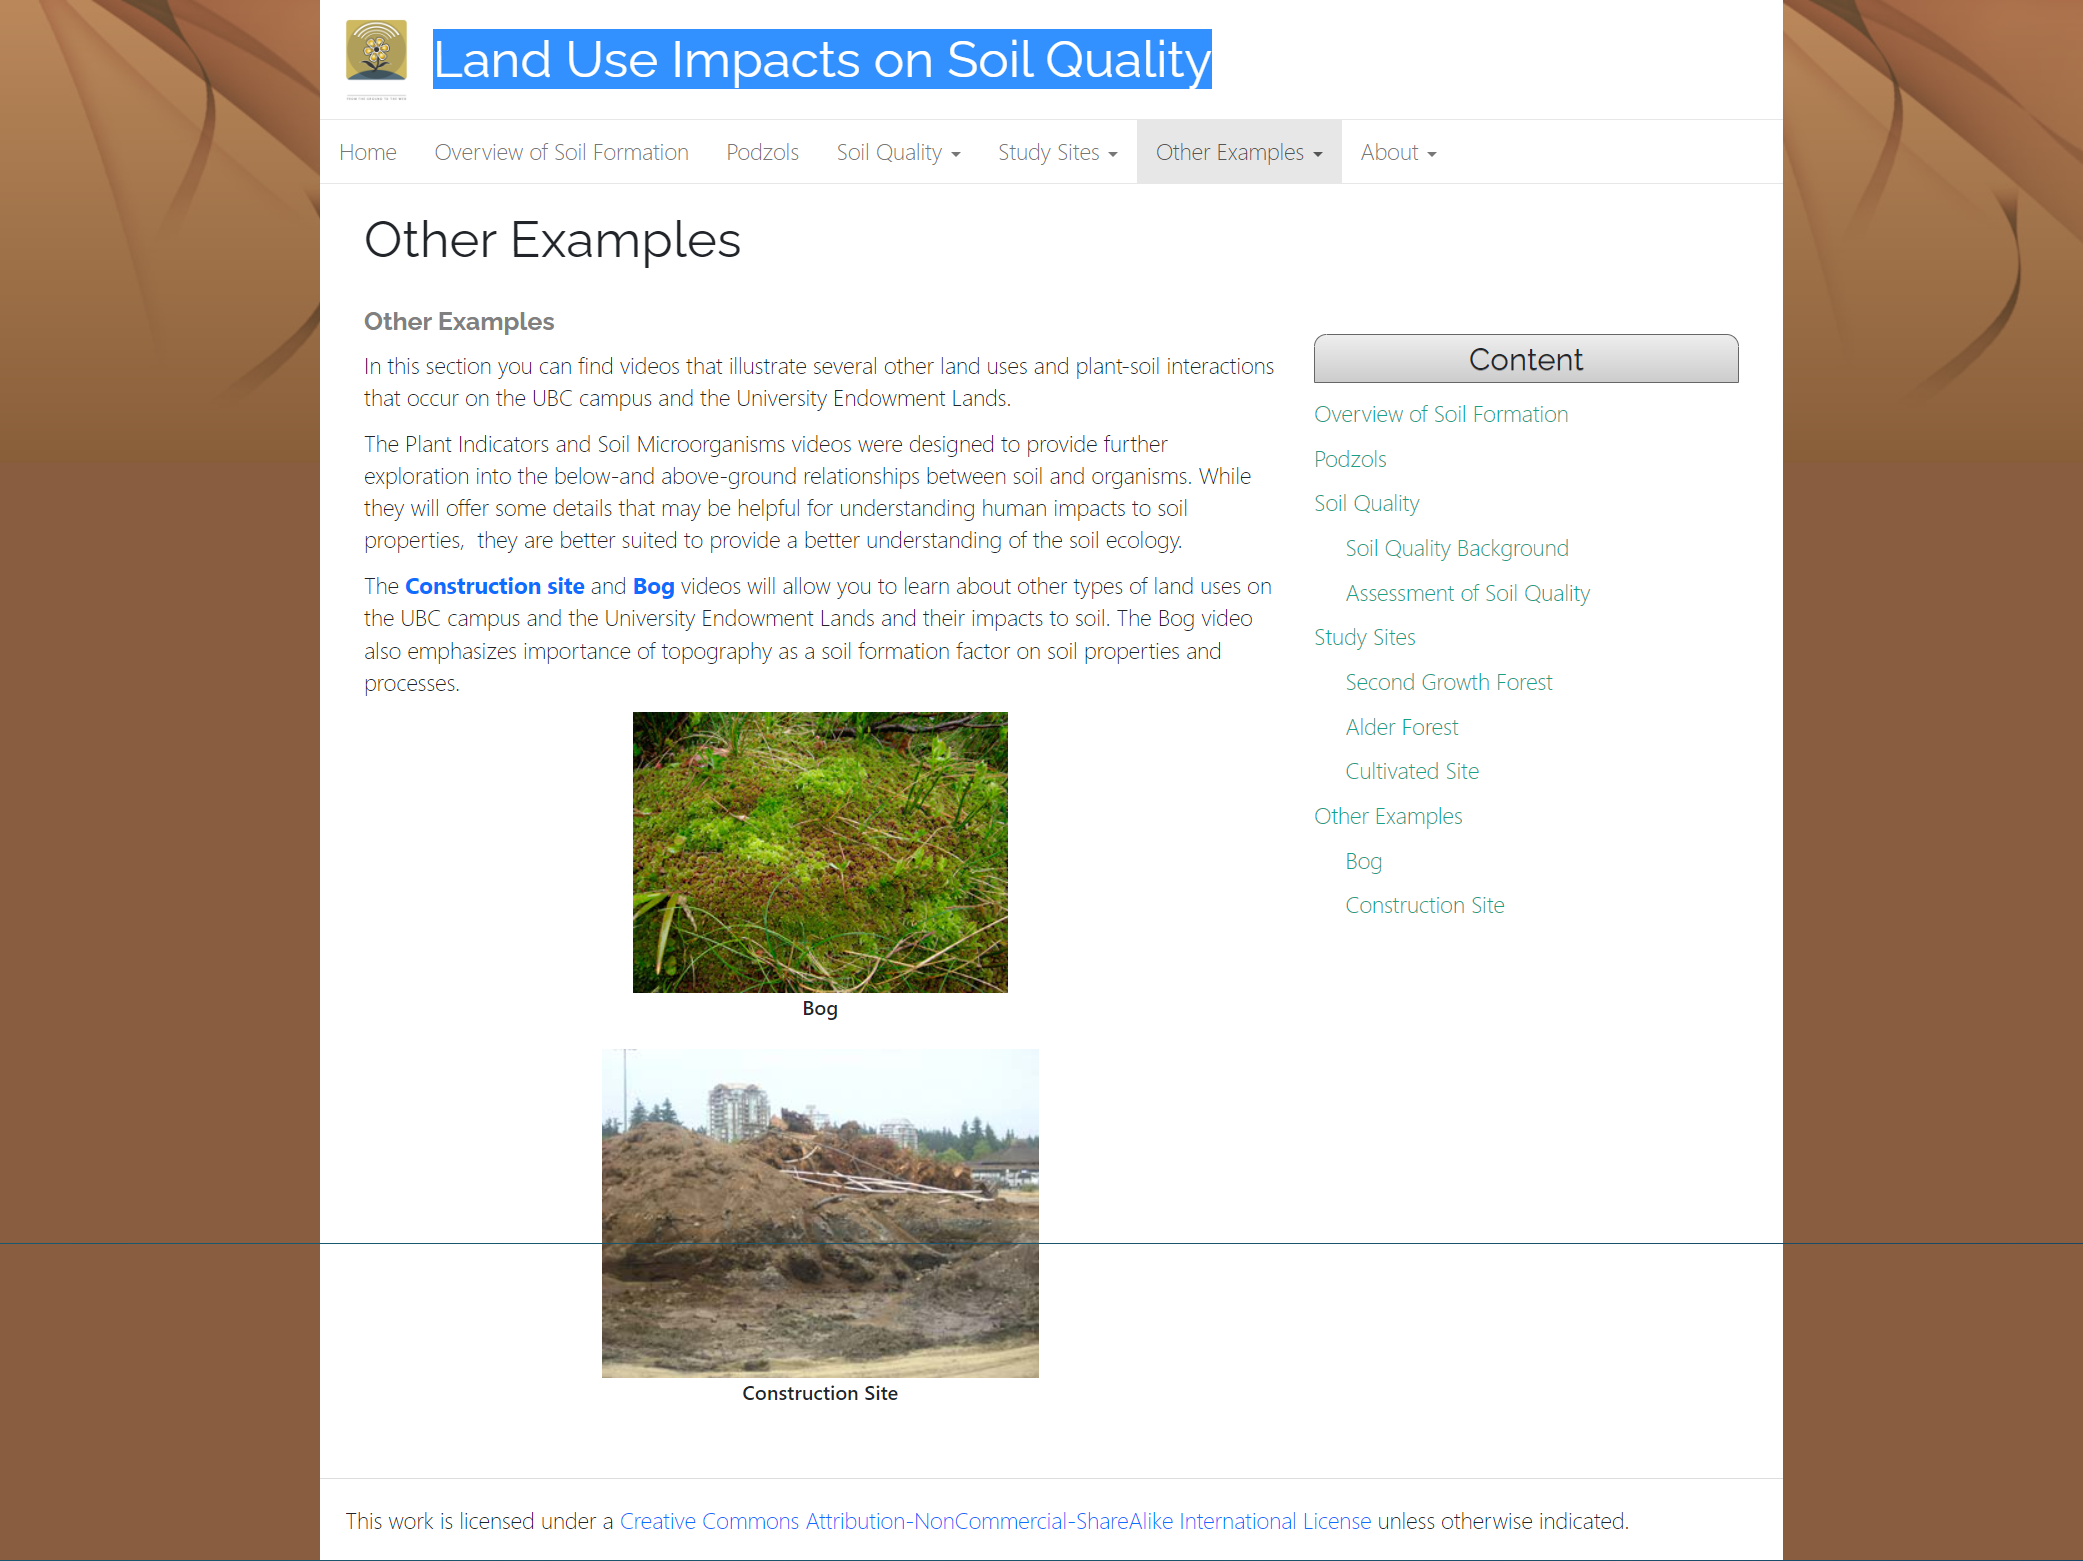 Land Use Impacts on Soil Quality
Home Overview of Soil Formation Podzols Soil Quality Study Sites Other Examples About
Other Examples
Other Examples
In this section you can find videos that illustrate several other land uses and plant-soil interactions
that occur on the UBC campus and the University Endowment Lands.
The Plant Indicators and Soil Microorganisms videos were designed to provide further
exploration into the below-and above-ground relationships between soil and organisms. While
they will offer some details that may be helpful for understanding human impacts to soil
properties,  they are better suited to provide a better understanding of the soil ecology.
The Construction site and Bog videos will allow you to learn about other types of land uses on
the UBC campus and the University Endowment Lands and their impacts to soil. The Bog video
also emphasizes importance of topography as a soil formation factor on soil properties and
processes.
Bog
Construction Site
Content
Overview of Soil Formation
Podzols
Soil Quality
Soil Quality Background
Assessment of Soil Quality
Study Sites
Second Growth Forest
Alder Forest
Cultivated Site
Other Examples
Bog
Construction Site
This work is licensed under a Creative Commons Attribution-NonCommercial-ShareAlike International License unless otherwise indicated.